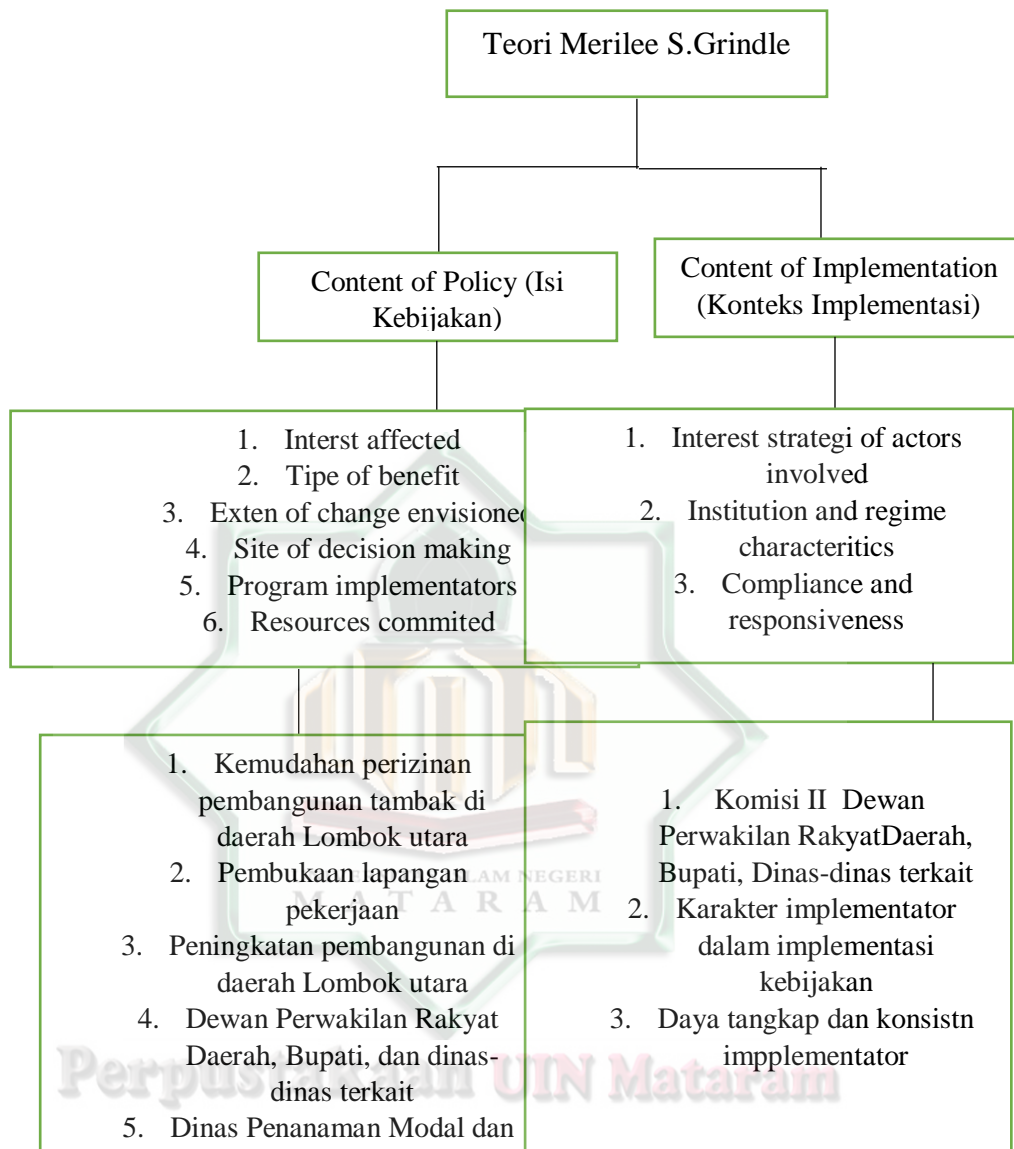 Teori Merilee S.Grindle
Content of Policy (Isi
Kebijakan)
Content of Implementation
(Konteks Implementasi)
1. Interst affected
2. Tipe of benefit
3. Exten of change envisioned
4. Site of decision making
5. Program implementators
6. Resources commited
1. Interest strategi of actors
involved
2. Institution and regime
characteritics
3. Compliance and
responsiveness
1. Kemudahan perizinan
pembangunan tambak di
daerah Lombok utara
2. Pembukaan lapangan
pekerjaan
3. Peningkatan pembangunan di
daerah Lombok utara
4. Dewan Perwakilan Rakyat
Daerah, Bupati, dan dinas-
dinas terkait
5. Dinas Penanaman Modal dan
1. Komisi II Dewan
Perwakilan RakyatDaerah,
Bupati, Dinas-dinas terkait
2. Karakter implementator
dalam implementasi
kebijakan
3. Daya tangkap dan konsistn
impplementator
NEGERI
MATARAM
Perpustakaan UIN Mataram